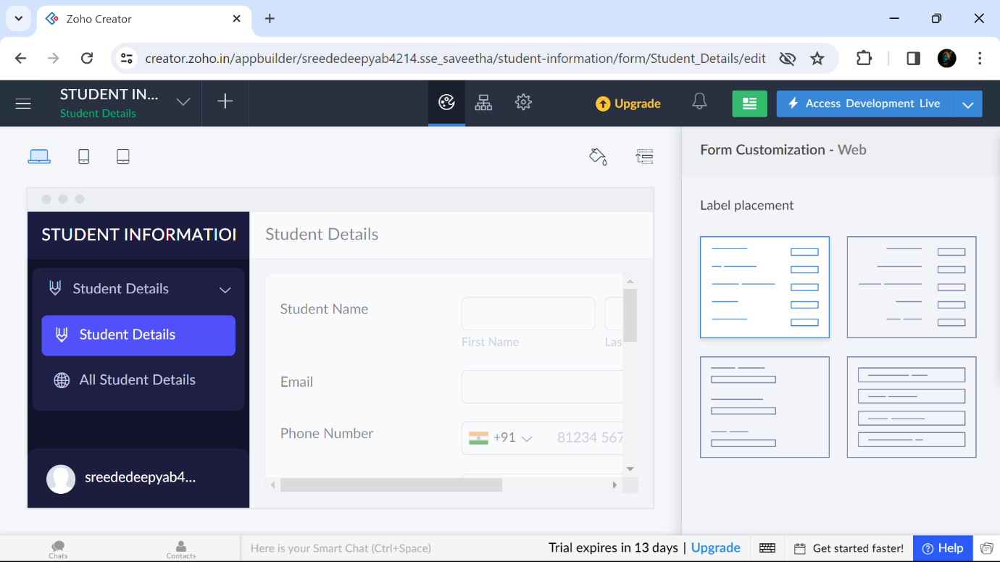 Zoho Creator
creator.zoho.in/appbuilder/sreededeepyab4214.sse_saveetha/student-information/form/Student_Details/edit
STUDENT IN...
Student Details
Upgrade
Access Development Live
Form Customization - Web
Label placement
STUDENT INFORMATIO
Student Details
Student Details
Student Details
All Student Details
sreededeepyab4...
Student Name
First Name
Las
Email
Phone Number
+91
81234 567
Chats
Contacts
Here is your Smart Chat (Ctrl+Space)
Trial expires in 13 days | Upgrade
Get started faster!
Help